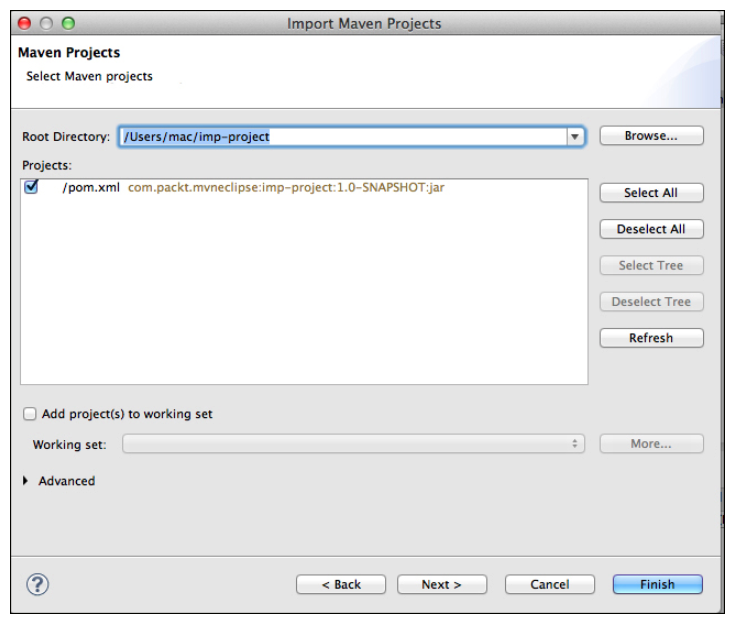 Import Maven Projects
Maven Projects
Select Maven projects
Root Directory: /Users/mac/imp-project Browse...
Projects:
/pom.xml com.packt.mvneclipse:imp-project:1.0-SNAPSHOT:jar
Select All
Deselect All
Select Tree
Deselect Tree
Refresh
Add project(s) to working set
Working set: More...
Advanced
? < Back Next > Cancel Finish